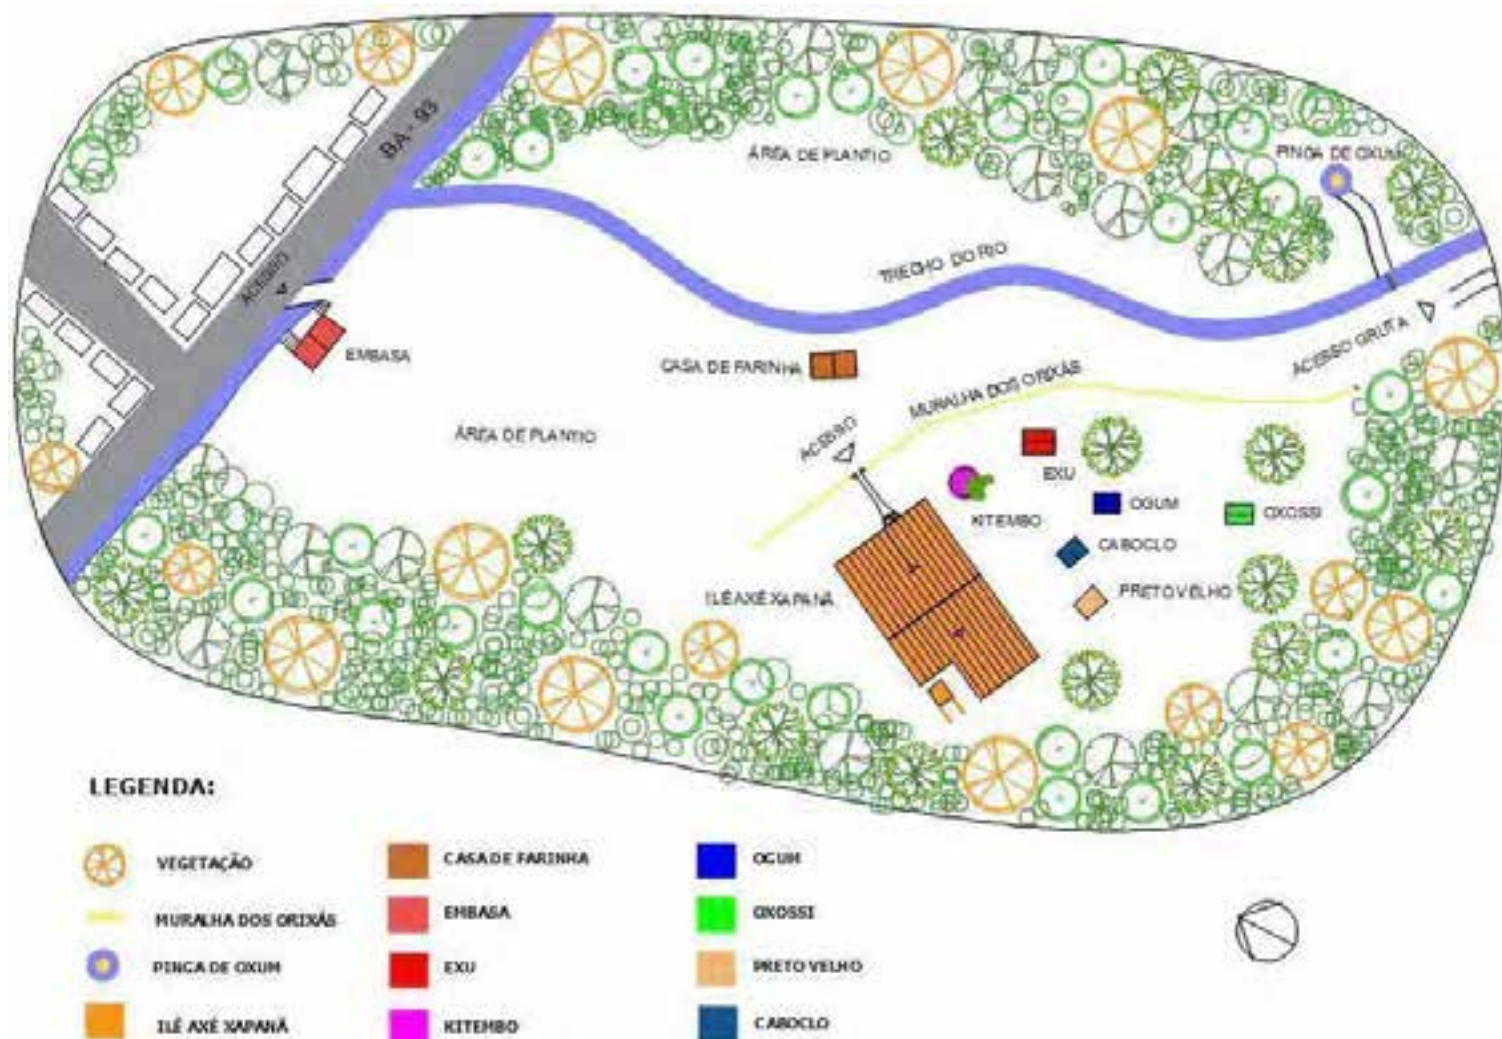 BA - 93
ÁREA DE PLANTIO
PINGA DE OXUM
ACESSO
TRECHO DO RIO
EMBASA
CASA DE FARINHA
ACESSO GRUTA
MURALHA DOS ORIXÁS
ÁREA DE PLANTIO
ACESSO
EXU
KITEMBO
OGUM
OXOSSI
CABOCLO
PRETO VELHO
ILÊ AXÉ XAPANÃ
LEGENDA:
VEGETAÇÃO
MURALHA DOS ORIXÁS
PINGA DE OXUM
ILÊ AXÉ XAPANÃ
CASA DE FARINHA
EMBASA
EXU
KITEMBO
OGUM
OXOSSI
PRETO VELHO
CABOCLO